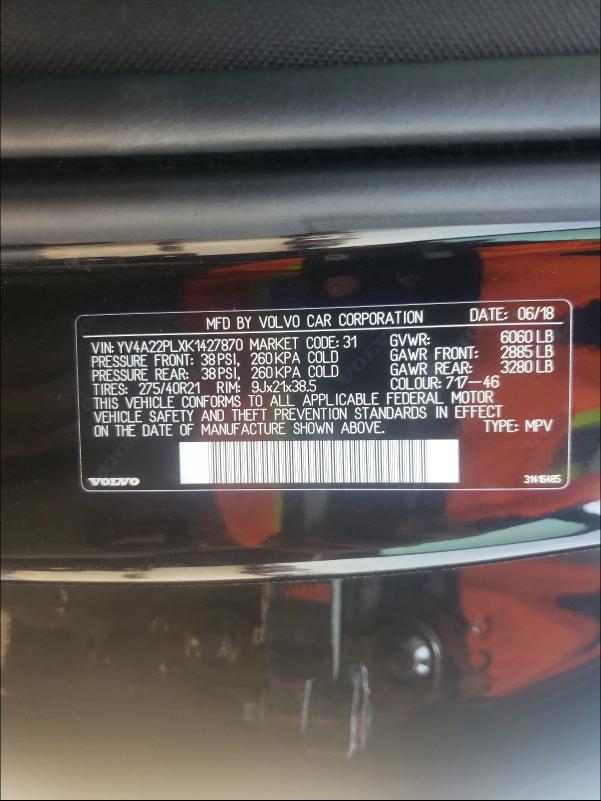 MFD BY VOLVO CAR CORPORATION DATE: 06/18
VIN: YV4A22PLXK1427870 MARKET CODE: 31 GVWR: 6060 LB
PRESSURE FRONT: 38 PSI, 260 KPA COLD GAWR FRONT: 2885 LB
PRESSURE REAR: 38 PSI, 260 KPA COLD GAWR REAR: 3280 LB
TIRES: 275/40R21 RIM: 9Jx21x38.5 COLOUR: 717-46
THIS VEHICLE CONFORMS TO ALL APPLICABLE FEDERAL MOTOR
VEHICLE SAFETY AND THEFT PREVENTION STANDARDS IN EFFECT
ON THE DATE OF MANUFACTURE SHOWN ABOVE. TYPE: MPV
VOLVO 31416485